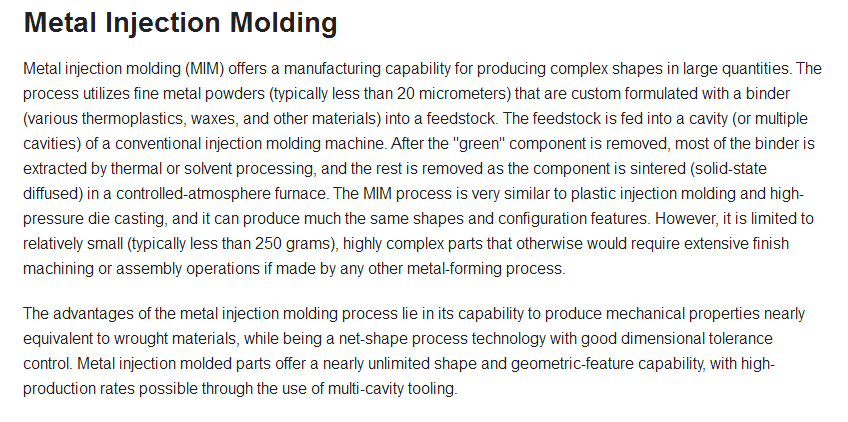 Metal Injection Molding
Metal injection molding (MIM) offers a manufacturing capability for producing complex shapes in large quantities. The
process utilizes fine metal powders (typically less than 20 micrometers) that are custom formulated with a binder
(various thermoplastics, waxes, and other materials) into a feedstock. The feedstock is fed into a cavity (or multiple
cavities) of a conventional injection molding machine. After the "green" component is removed, most of the binder is
extracted by thermal or solvent processing, and the rest is removed as the component is sintered (solid-state
diffused) in a controlled-atmosphere furnace. The MIM process is very similar to plastic injection molding and high-
pressure die casting, and it can produce much the same shapes and configuration features. However, it is limited to
relatively small (typically less than 250 grams), highly complex parts that otherwise would require extensive finish
machining or assembly operations if made by any other metal-forming process.
The advantages of the metal injection molding process lie in its capability to produce mechanical properties nearly
equivalent to wrought materials, while being a net-shape process technology with good dimensional tolerance
control. Metal injection molded parts offer a nearly unlimited shape and geometric-feature capability, with high-
production rates possible through the use of multi-cavity tooling.